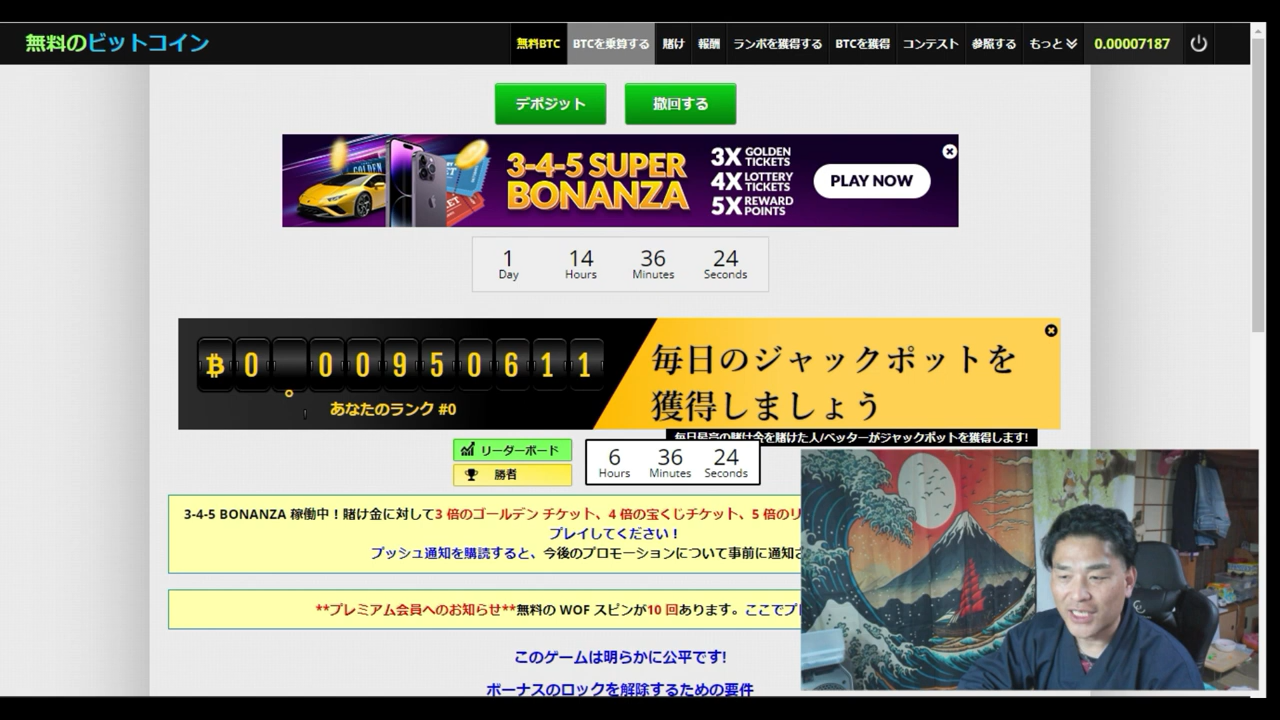 無料のビットコイン
無料BTC BTCを乗算する 賭け 報酬 ランボを獲得する BTCを獲得 コンテスト 参照する もっと 0.00007187
デポジット 撤回する
GOLDEN
3-4-5 SUPER
BONANZA
3X GOLDEN TICKETS
4X LOTTERY TICKETS
5X REWARD POINTS
PLAY NOW
1 14 36 24
Day Hours Minutes Seconds
0 . 00950611
あなたのランク #0
毎日のジャックポットを
獲得しましょう
毎日最高の賭け金を賭けた人/ベッターがジャックポットを獲得します!
リーダーボード
勝者
6 36 24
Hours Minutes Seconds
3-4-5 BONANZA 稼働中！賭け金に対して3 倍のゴールデン チケット、4 倍の宝くじチケット、5 倍のリ
プレイしてください！
プッシュ通知を購読すると、今後のプロモーションについて事前に通知さ
**プレミアム会員へのお知らせ**無料の WOF スピンが10 回あります。ここでプ
このゲームは明らかに公平です!
ボーナスのロックを解除するための要件